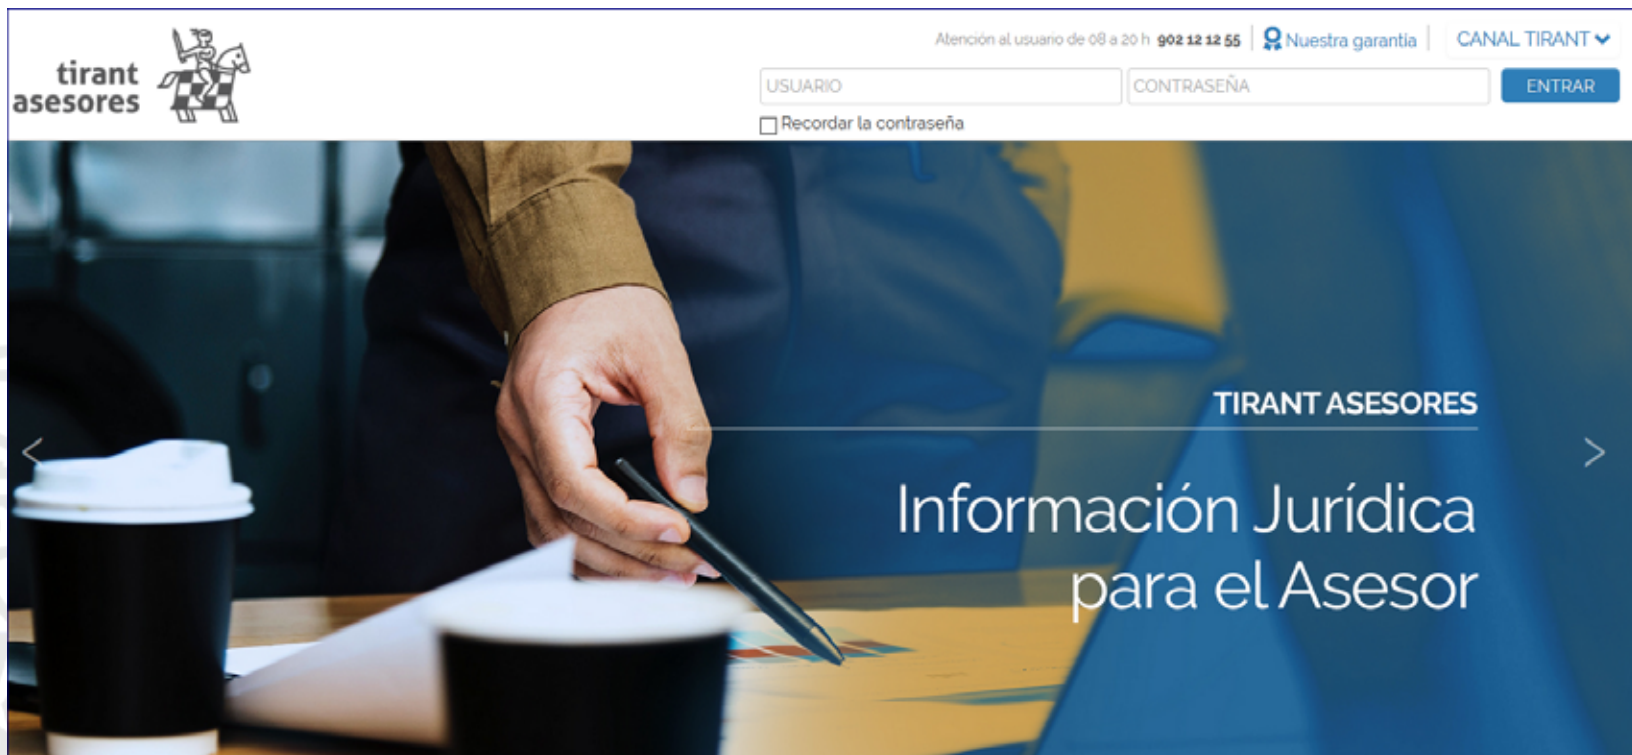 tirant
asesores
Atención al usuario de 08 a 20 h 902 12 12 55
Nuestra garantía
CANAL TIRANT
USUARIO
CONTRASEÑA
ENTRAR
Recordar la contraseña
TIRANT ASESORES
Información Jurídica
para el Asesor